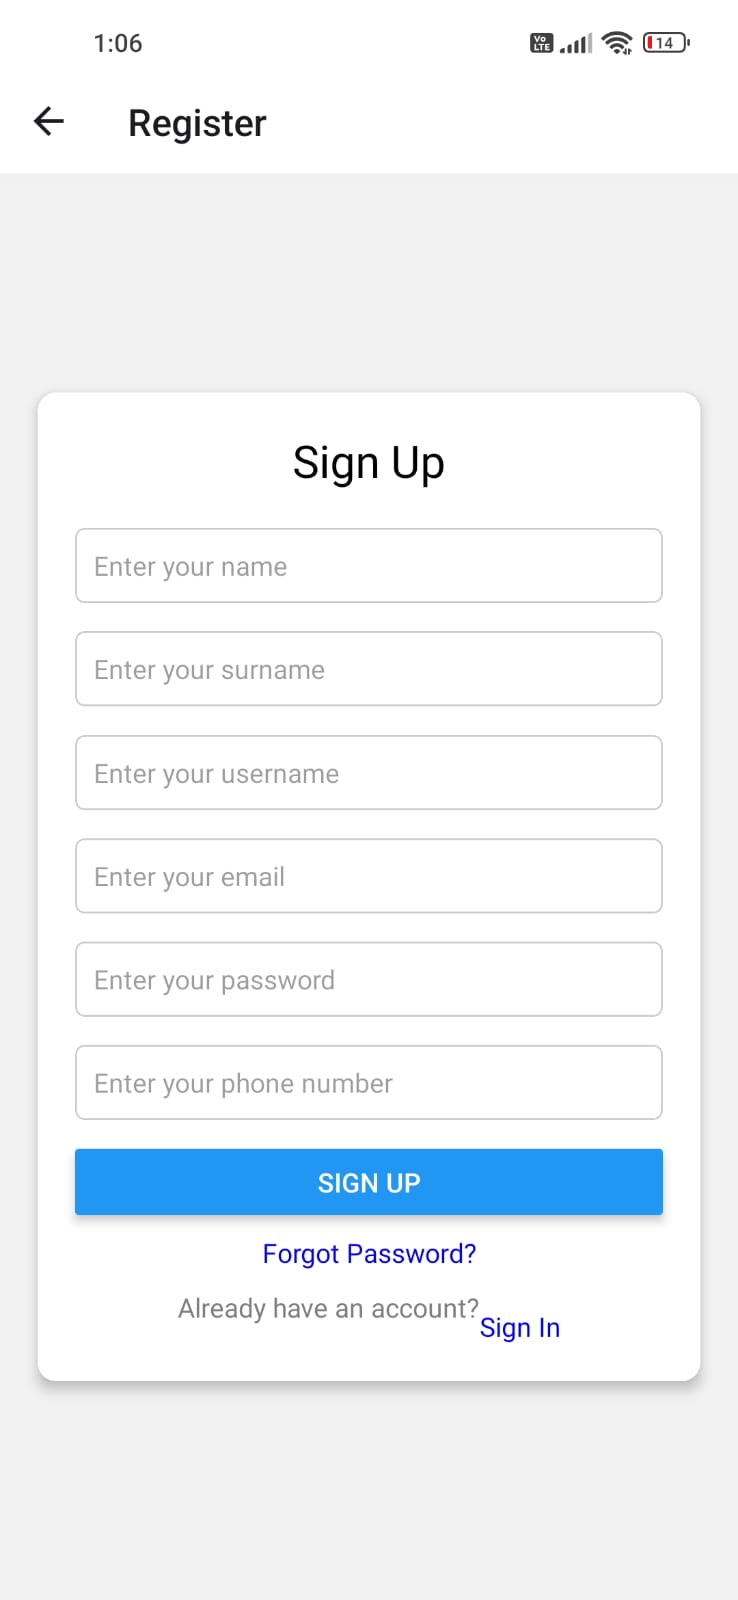 1:06
Vo LTE
14
Register
Sign Up
Enter your name
Enter your surname
Enter your username
Enter your email
Enter your password
Enter your phone number
SIGN UP
Forgot Password?
Already have an account?
Sign In